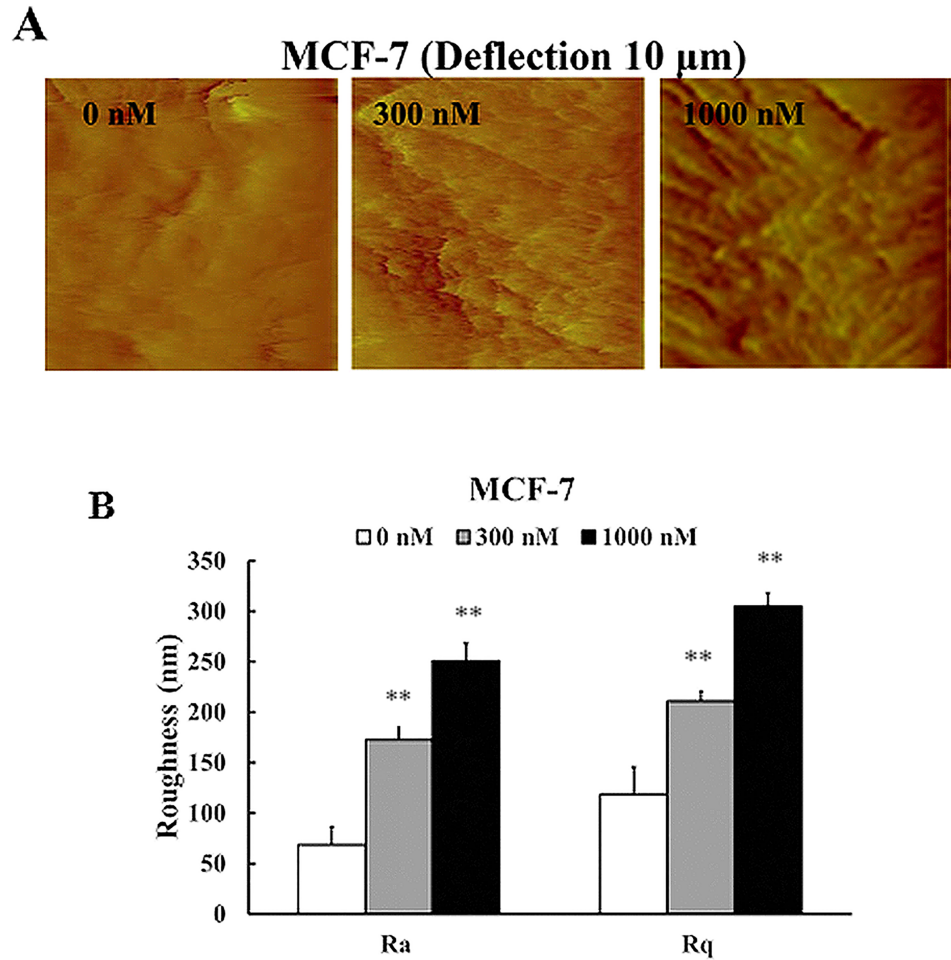 A
MCF-7 (Deflection 10 μm)
0 nM
300 nM
1000 nM
B
MCF-7
0 nM 300 nM 1000 nM
350
300
250
200
150
100
50
0
Roughness (nm)
**
**
**
**
Ra
Rq